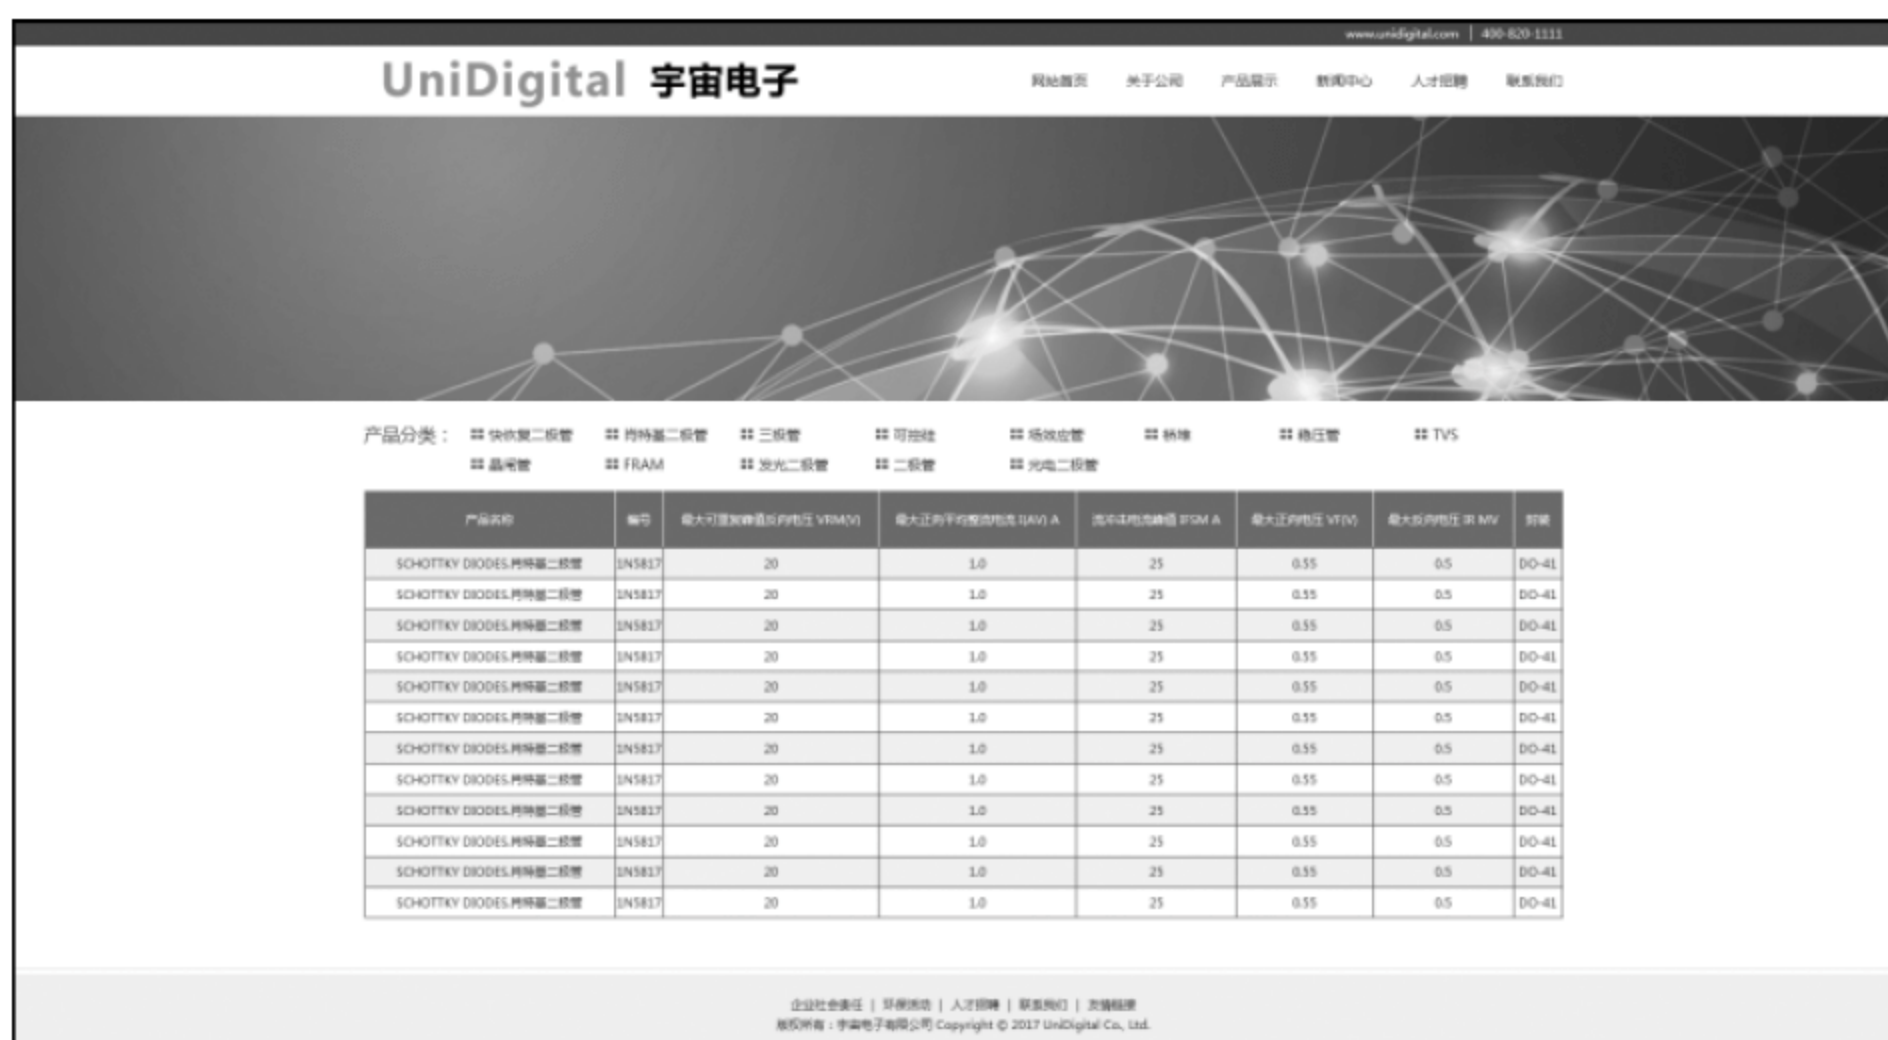 www.unidigital.com | 400-820-1111
UniDigital 宇宙电子
网站首页 关于公司 产品展示 新闻中心 人才招聘 联系我们
产品分类： 快恢复二极管 肖特基二极管 三极管 可控硅 场效应管 桥堆 稳压管 TVS
晶闸管 FRAM 发光二极管 二极管 光电二极管
产品名称 编号 最大可重复峰值反向电压 VRM(V) 最大正向平均整流电流 I(AV) A 流冲击电流峰值 IFSM A 最大正向电压 VF(V) 最大反向电压 IR MV 封装
SCHOTTKY DIODES.肖特基二极管 1N5817 20 1.0 25 0.55 0.5 DO-41
SCHOTTKY DIODES.肖特基二极管 1N5817 20 1.0 25 0.55 0.5 DO-41
SCHOTTKY DIODES.肖特基二极管 1N5817 20 1.0 25 0.55 0.5 DO-41
SCHOTTKY DIODES.肖特基二极管 1N5817 20 1.0 25 0.55 0.5 DO-41
SCHOTTKY DIODES.肖特基二极管 1N5817 20 1.0 25 0.55 0.5 DO-41
SCHOTTKY DIODES.肖特基二极管 1N5817 20 1.0 25 0.55 0.5 DO-41
SCHOTTKY DIODES.肖特基二极管 1N5817 20 1.0 25 0.55 0.5 DO-41
SCHOTTKY DIODES.肖特基二极管 1N5817 20 1.0 25 0.55 0.5 DO-41
SCHOTTKY DIODES.肖特基二极管 1N5817 20 1.0 25 0.55 0.5 DO-41
SCHOTTKY DIODES.肖特基二极管 1N5817 20 1.0 25 0.55 0.5 DO-41
SCHOTTKY DIODES.肖特基二极管 1N5817 20 1.0 25 0.55 0.5 DO-41
SCHOTTKY DIODES.肖特基二极管 1N5817 20 1.0 25 0.55 0.5 DO-41
企业社会责任 | 环保活动 | 人才招聘 | 联系我们 | 友情链接
版权所有：宇宙电子有限公司 Copyright © 2017 UniDigital Co., Ltd.